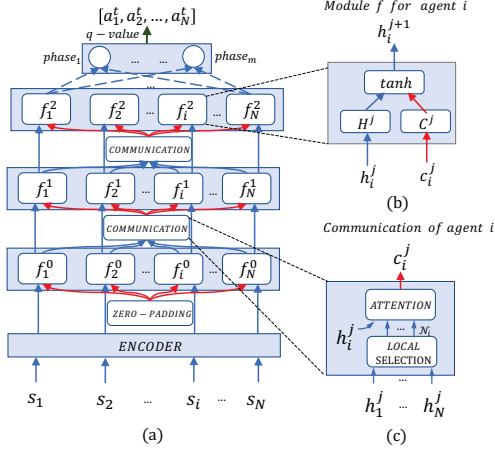 [a_1^t, a_2^t, ..., a_N^t]
q − value
phase_1 ... ... phase_m
... ...
f_1^2 f_2^2 ... f_i^2 ... f_N^2
COMMUNICATION
f_1^1 f_2^1 ... f_i^1 ... f_N^1
COMMUNICATION
f_1^0 f_2^0 ... f_i^0 ... f_N^0
ZERO − PADDING
ENCODER
s_1 s_2 ... s_i ... s_N
(a)
Module f for agent i
h_i^{j+1}
tanh
H^j C^j
h_i^j c_i^j
(b)
Communication of agent i
c_i^j
ATTENTION
h_i^j ... N_i
LOCAL
SELECTION
...
h_1^j ... h_N^j
(c)